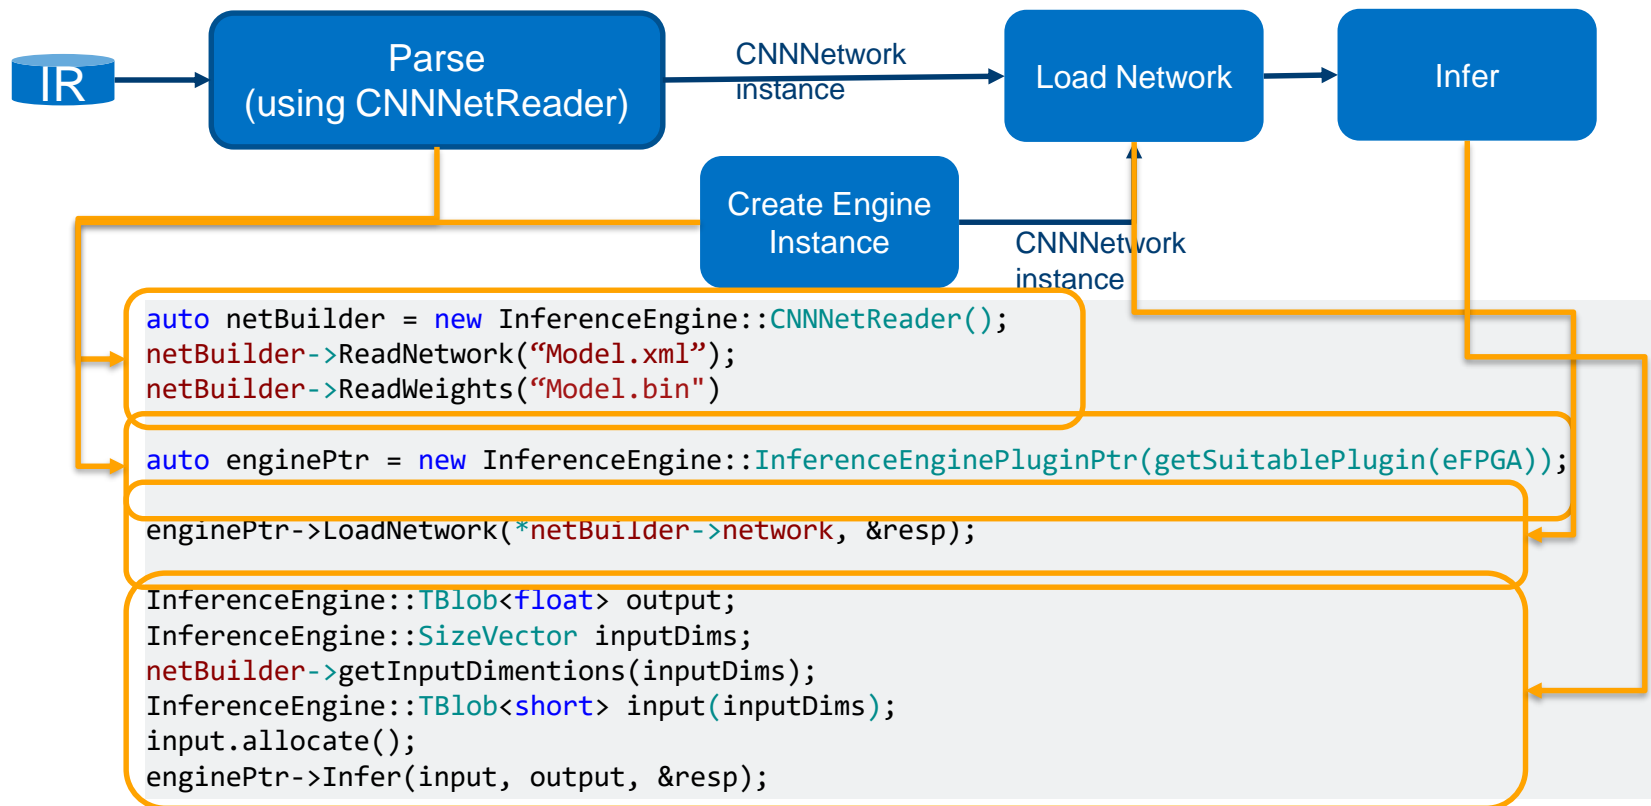 IR
Parse
(using CNNNetReader)
CNNNetwork
instance
Load Network
Infer
Create Engine
Instance
CNNNetwork
instance
auto netBuilder = new InferenceEngine::CNNNetReader();
netBuilder->ReadNetwork(“Model.xml”);
netBuilder->ReadWeights(“Model.bin")
auto enginePtr = new InferenceEngine::InferenceEnginePluginPtr(getSuitablePlugin(eFPGA));
enginePtr->LoadNetwork(*netBuilder->network, &resp);
InferenceEngine::TBlob<float> output;
InferenceEngine::SizeVector inputDims;
netBuilder->getInputDimentions(inputDims);
InferenceEngine::TBlob<short> input(inputDims);
input.allocate();
enginePtr->Infer(input, output, &resp);